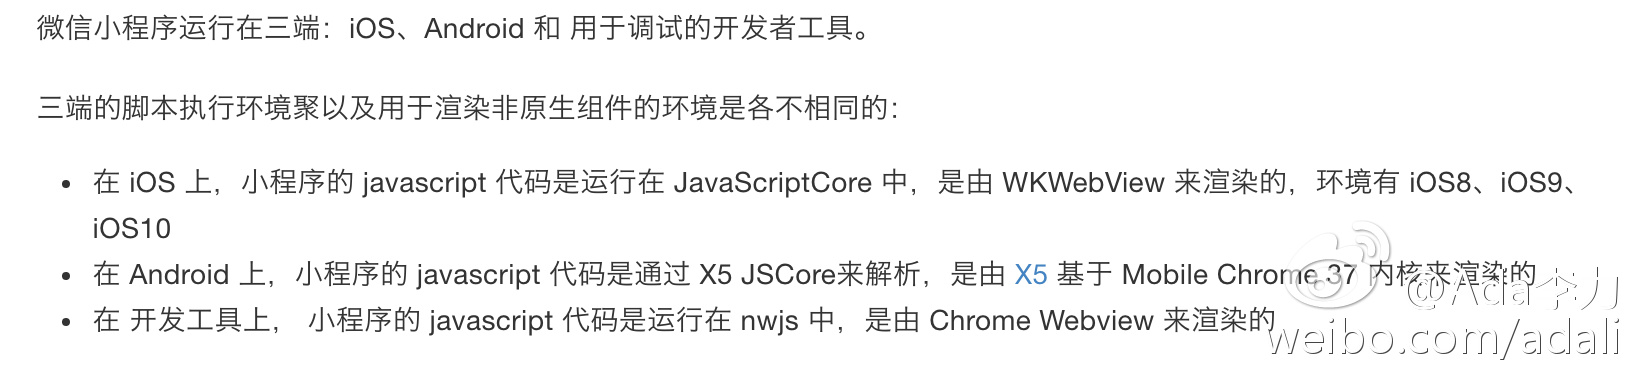 微信小程序运行在三端：iOS、Android 和 用于调试的开发者工具。
三端的脚本执行环境聚以及用于渲染非原生组件的环境是各不相同的：
• 在 iOS 上，小程序的 javascript 代码是运行在 JavaScriptCore 中，是由 WKWebView 来渲染的，环境有 iOS8、iOS9、
iOS10
• 在 Android 上，小程序的 javascript 代码是通过 X5 JSCore来解析，是由 X5 基于 Mobile Chrome 37 内核来渲染的
• 在 开发工具上， 小程序的 javascript 代码是运行在 nwjs 中，是由 Chrome Webview 来渲染的
@Ada李力
weibo.com/adali